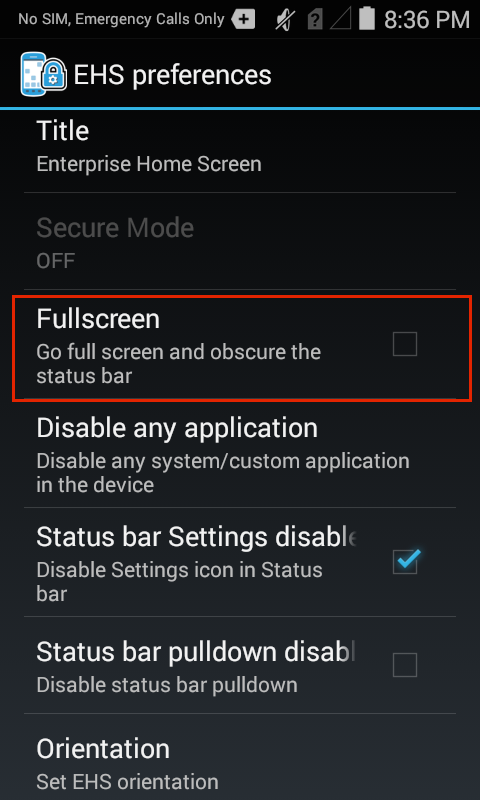 No SIM, Emergency Calls Only 8:36 PM
EHS preferences
Title
Enterprise Home Screen
Secure Mode
OFF
Fullscreen
Go full screen and obscure the
status bar
Disable any application
Disable any system/custom application
in the device
Status bar Settings disable
Disable Settings icon in Status
bar
Status bar pulldown disabl
Disable status bar pulldown
Orientation
Set EHS orientation